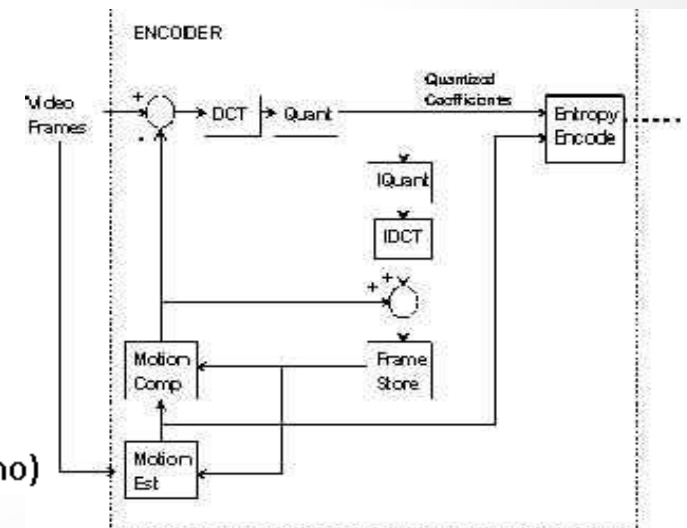 ENCODER
Video
Frames
+
-
DCT
Quant
Quantized
Coefficients
Entropy
Encode
IQuant
IDCT
+
+
Motion
Comp
Frame
Store
Motion
Est
no)